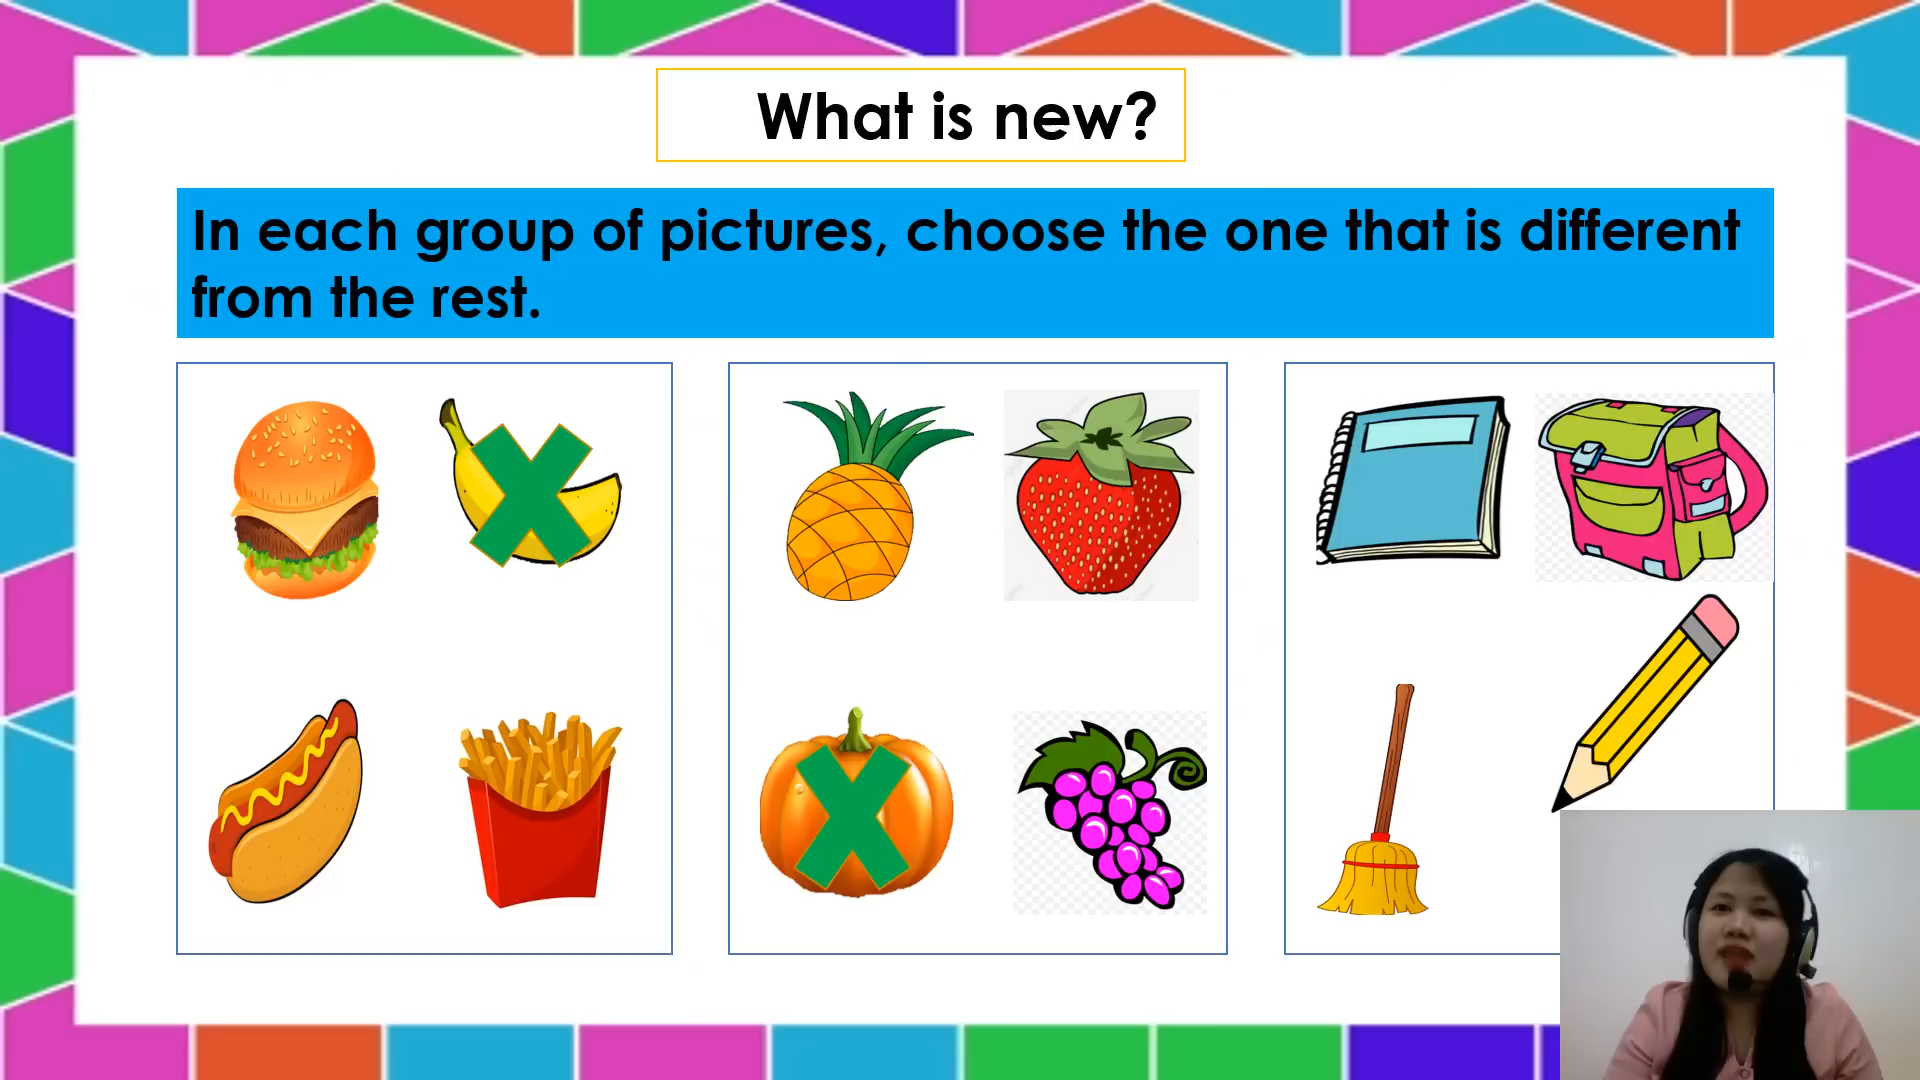 What is new?
In each group of pictures, choose the one that is different
from the rest.